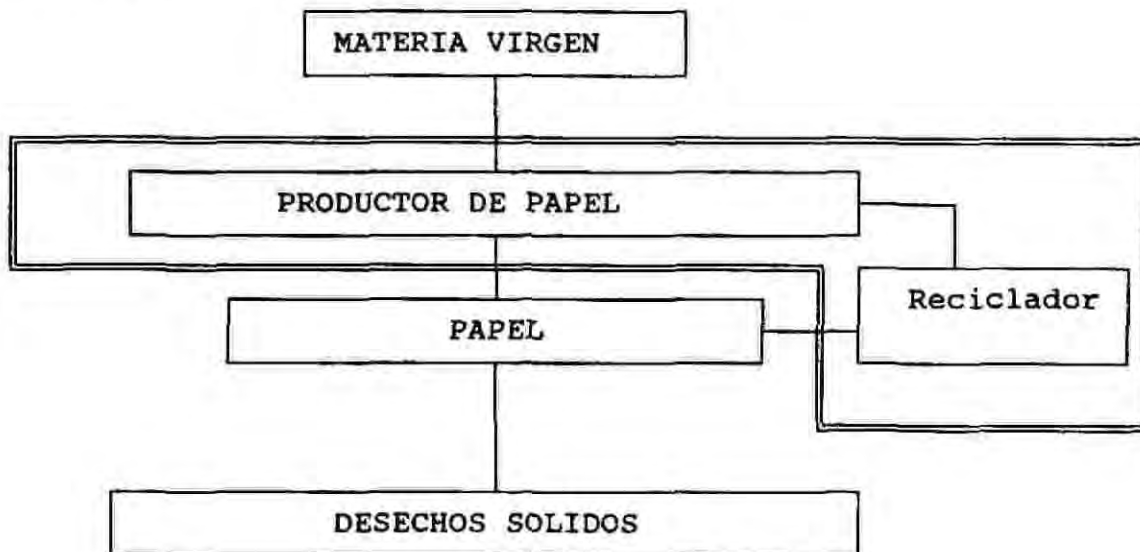 MATERIA VIRGEN
PRODUCTOR DE PAPEL
Reciclador
PAPEL
DESECHOS SOLIDOS